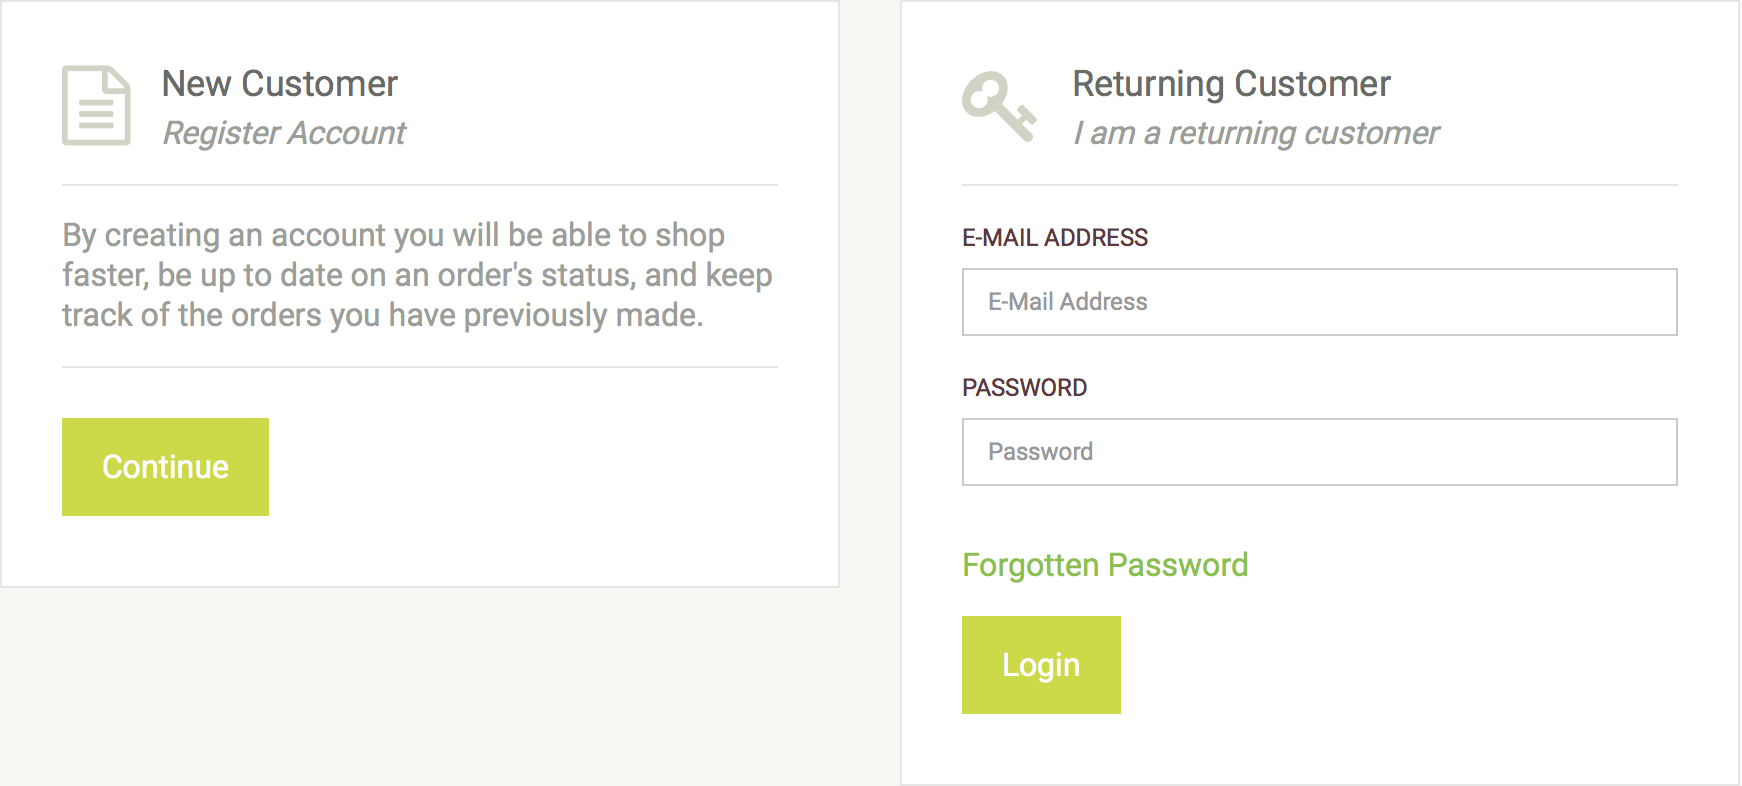 New Customer
Register Account
By creating an account you will be able to shop
faster, be up to date on an order's status, and keep
track of the orders you have previously made.
Continue
Returning Customer
I am a returning customer
E-MAIL ADDRESS
E-Mail Address
PASSWORD
Password
Forgotten Password
Login